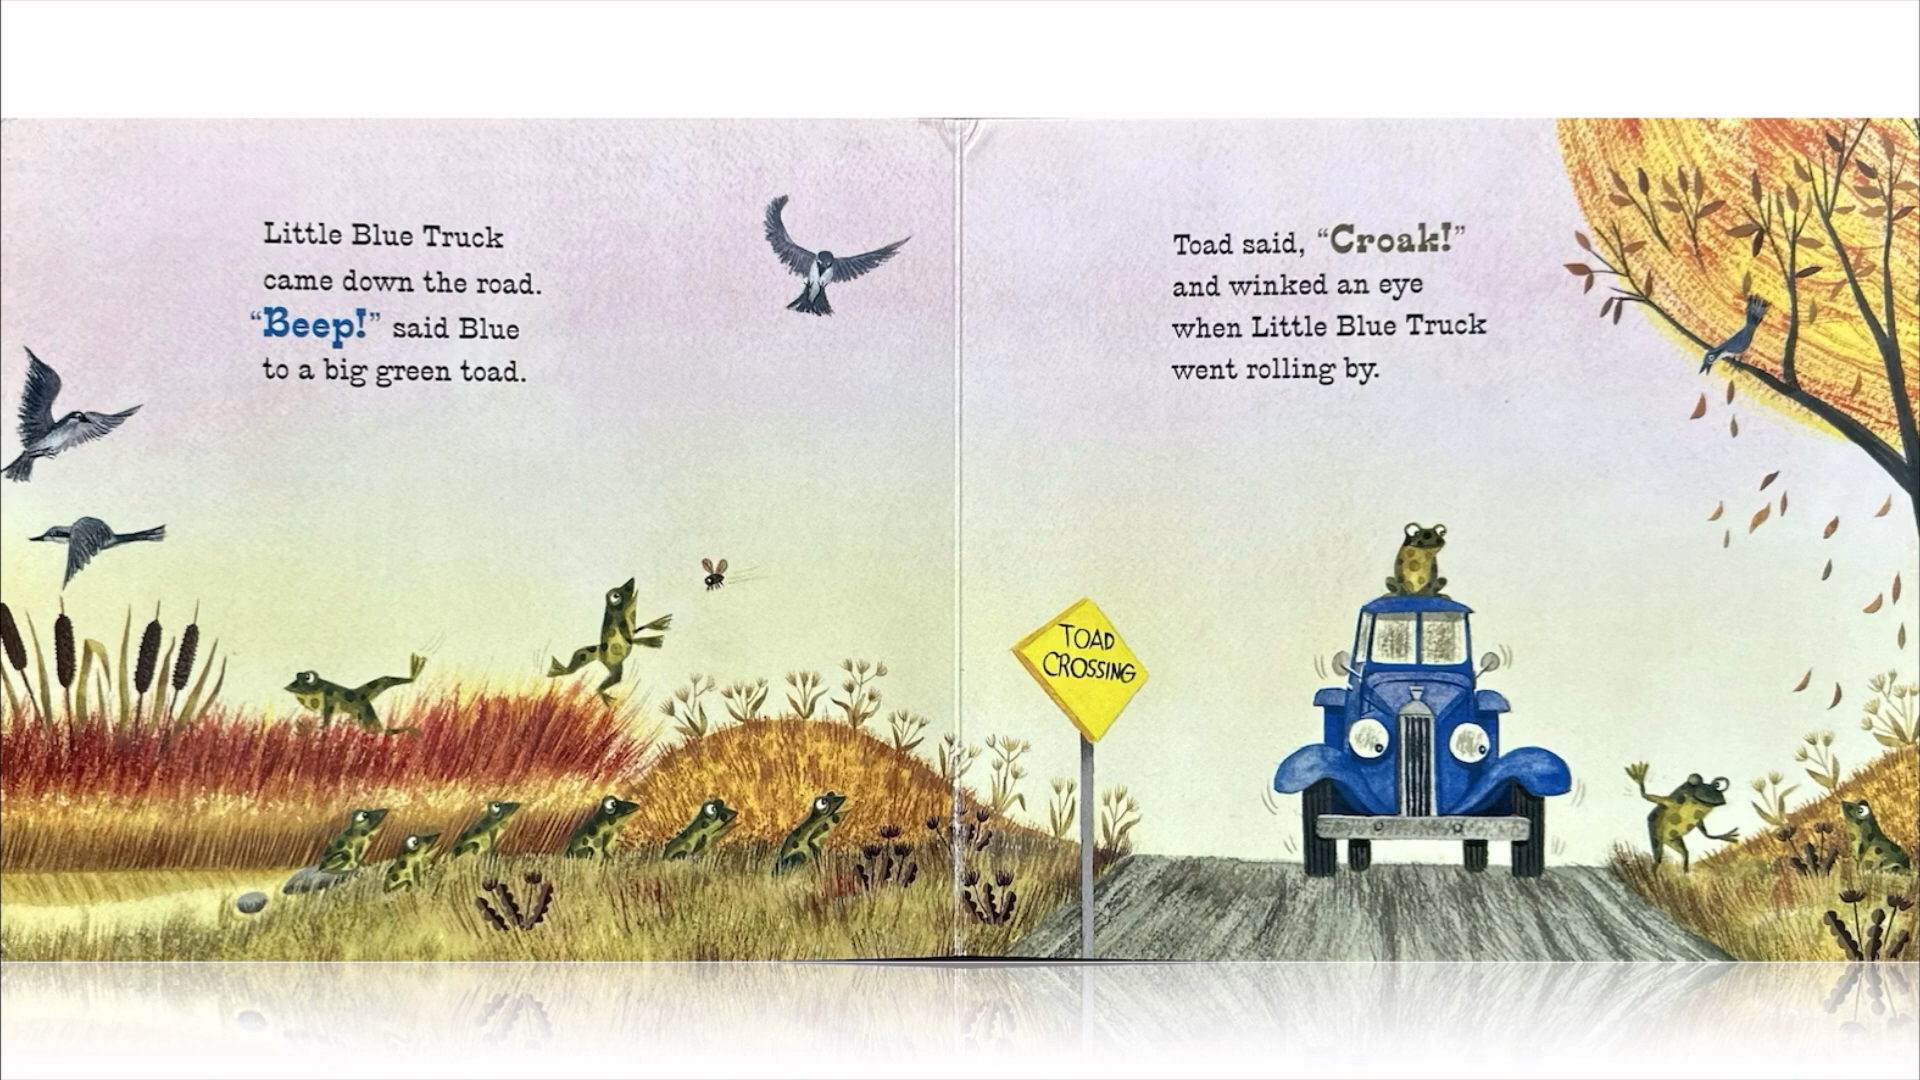 Little Blue Truck
came down the road.
“Beep!” said Blue
to a big green toad.
Toad said, “Croak!”
and winked an eye
when Little Blue Truck
went rolling by.
TOAD
CROSSING